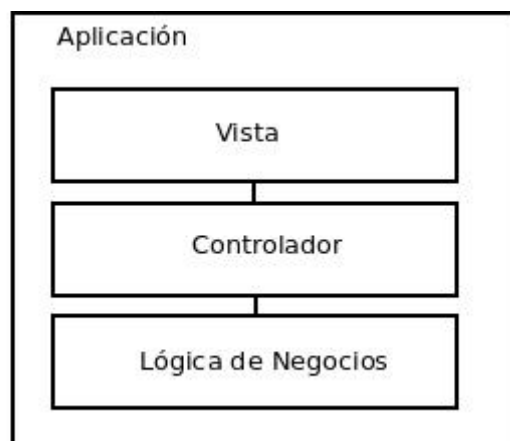 Aplicación
Vista
Controlador
Lógica de Negocios